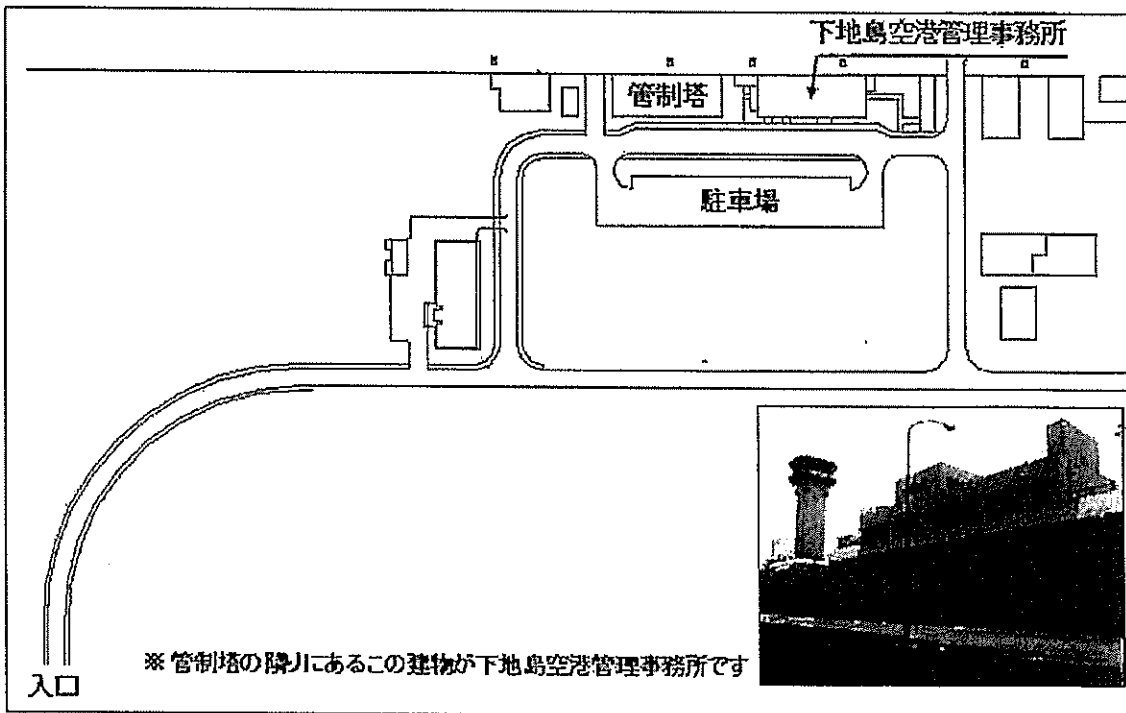 下地島空港管理事務所
管制塔
駐車場
※ 管制塔の隣りにあるこの建物が下地島空港管理事務所です
入口